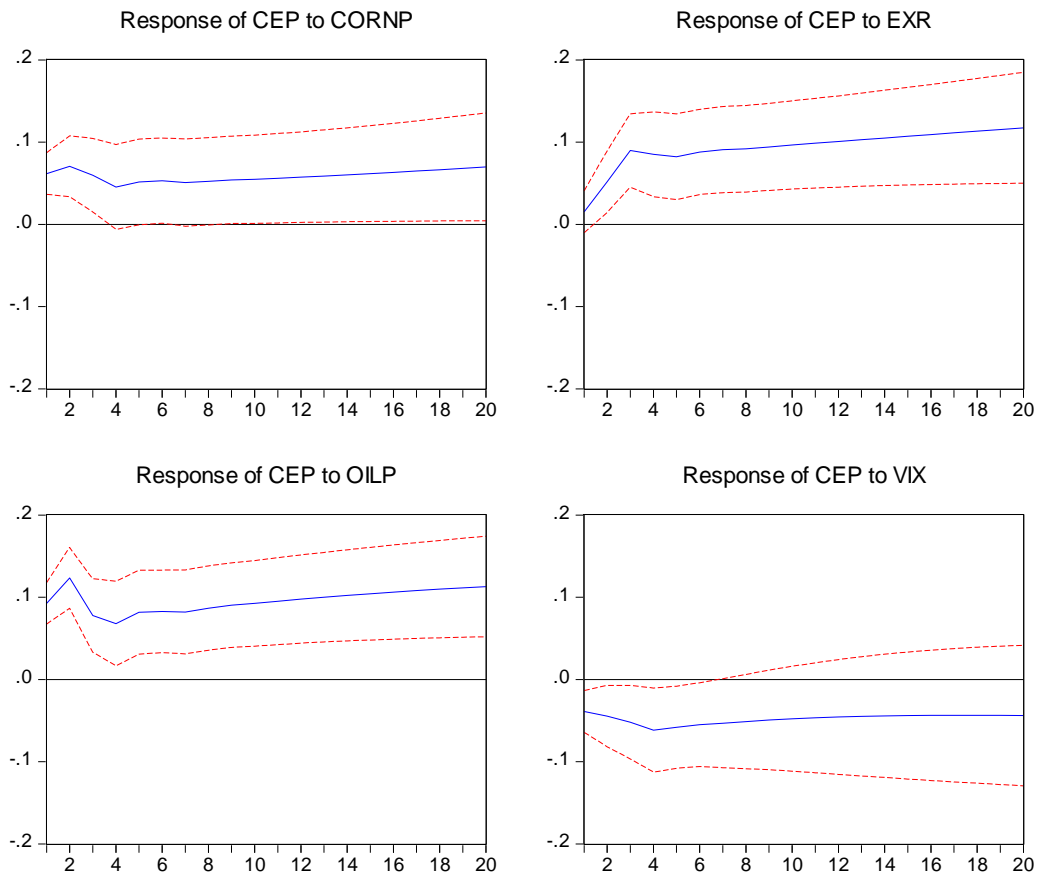 Response of CEP to CORNP
.2
.1
.0
-.1
-.2
2 4 6 8 10 12 14 16 18 20
Response of CEP to EXR
.2
.1
.0
-.1
-.2
2 4 6 8 10 12 14 16 18 20
Response of CEP to OILP
.2
.1
.0
-.1
-.2
2 4 6 8 10 12 14 16 18 20
Response of CEP to VIX
.2
.1
.0
-.1
-.2
2 4 6 8 10 12 14 16 18 20